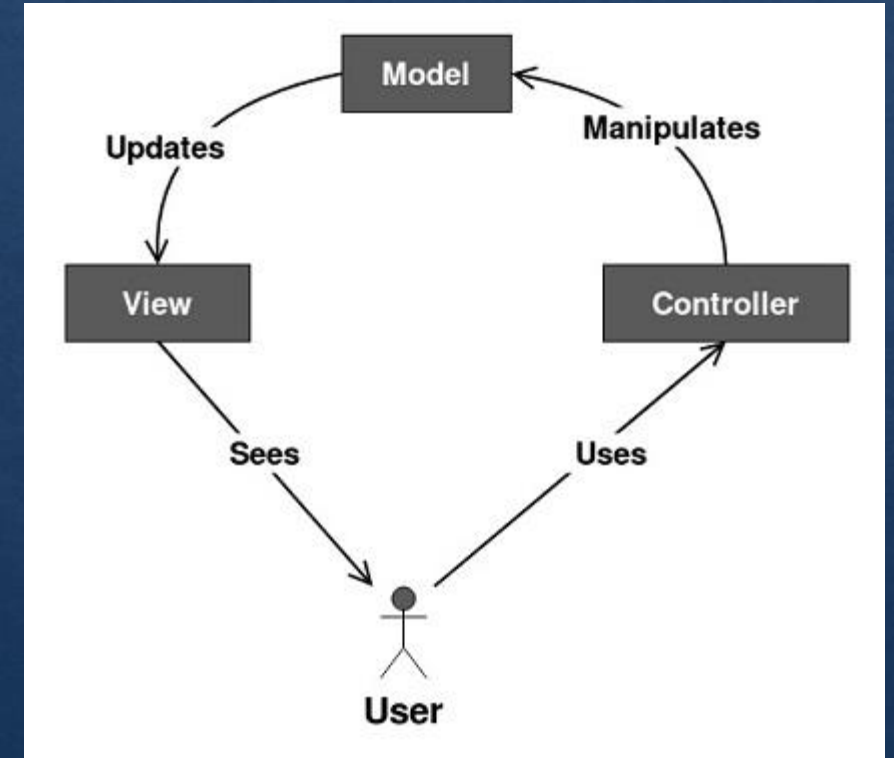 Model
Manipulates
Updates
View
Controller
Sees
Uses
User